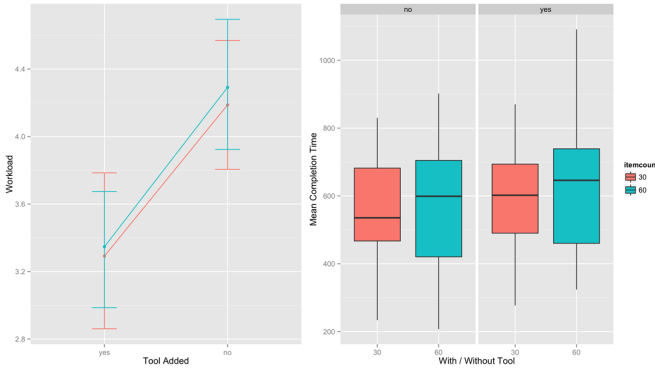 4.4
4.0
3.6
3.2
2.8
Workload
yes
no
Tool Added
no
yes
1000
800
600
400
200
Mean Completion Time
30
60
30
60
With / Without Tool
itemcoun
30
60